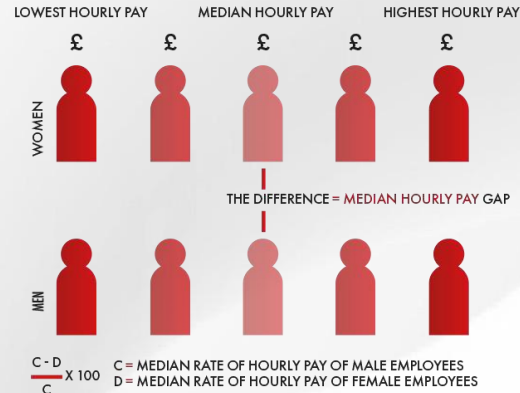 LOWEST HOURLY PAY MEDIAN HOURLY PAY HIGHEST HOURLY PAY
£ £ £ £ £
WOMEN
THE DIFFERENCE = MEDIAN HOURLY PAY GAP
MEN
C - D
X 100
C
C = MEDIAN RATE OF HOURLY PAY OF MALE EMPLOYEES
D = MEDIAN RATE OF HOURLY PAY OF FEMALE EMPLOYEES